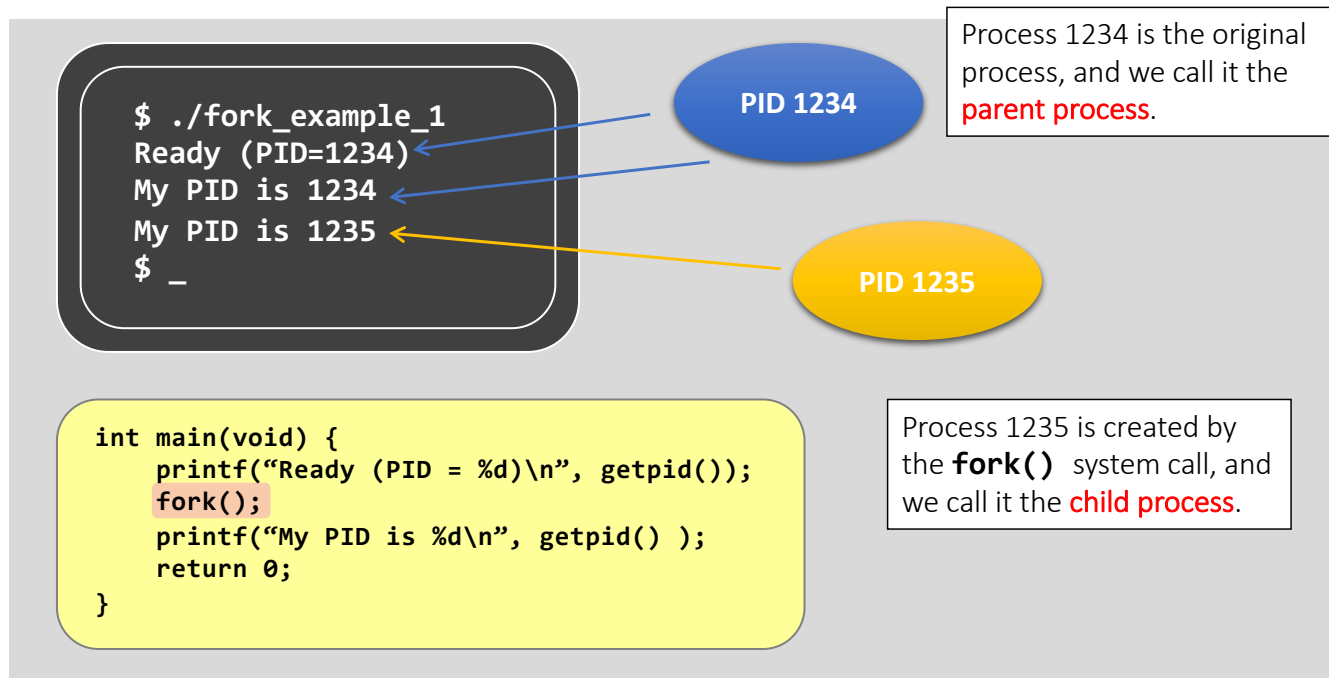 $ ./fork_example_1
Ready (PID=1234)
My PID is 1234
My PID is 1235
$ _
PID 1234
Process 1234 is the original
process, and we call it the
parent process.
PID 1235
int main(void) {
printf(“Ready (PID = %d)\n”, getpid());
fork();
printf(“My PID is %d\n”, getpid() );
return 0;
}
Process 1235 is created by
the fork() system call, and
we call it the child process.